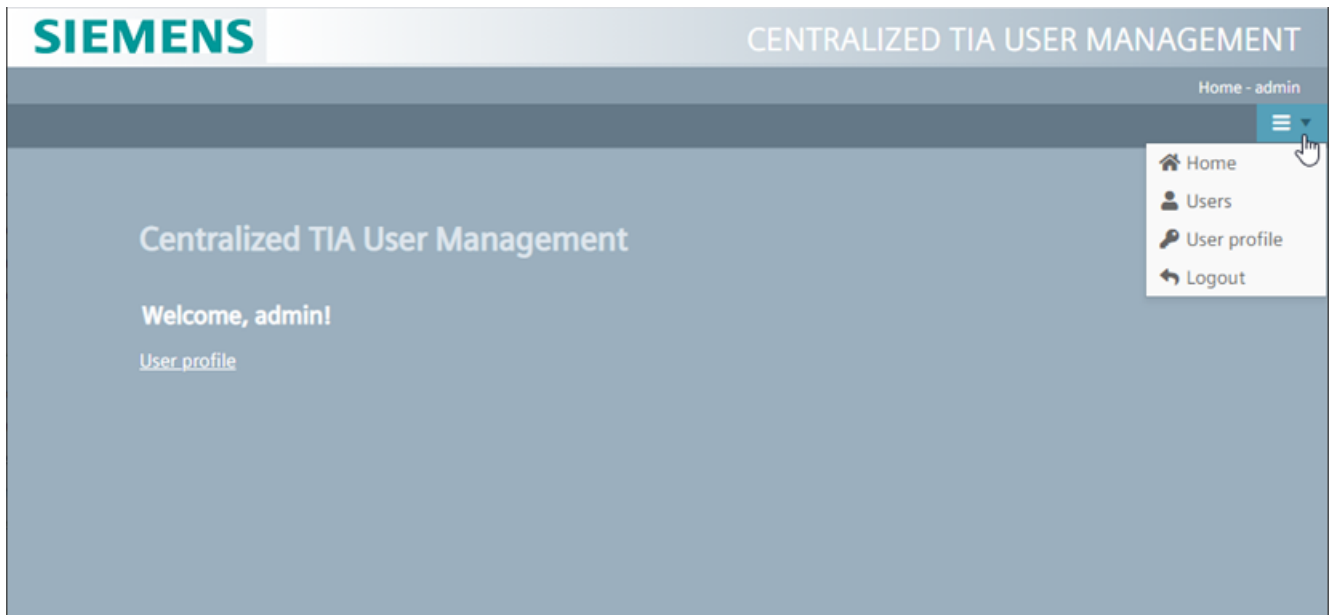 SIEMENS
CENTRALIZED TIA USER MANAGEMENT
Home - admin
Home
Users
User profile
Logout
Centralized TIA User Management
Welcome, admin!
User profile